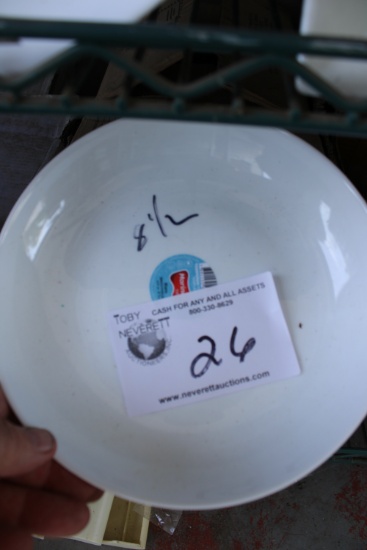 8 1/2
TOBY
NEVERETT
CASH FOR ANY AND ALL ASSETS
800-330-8629
26
www.neverettauctions.com